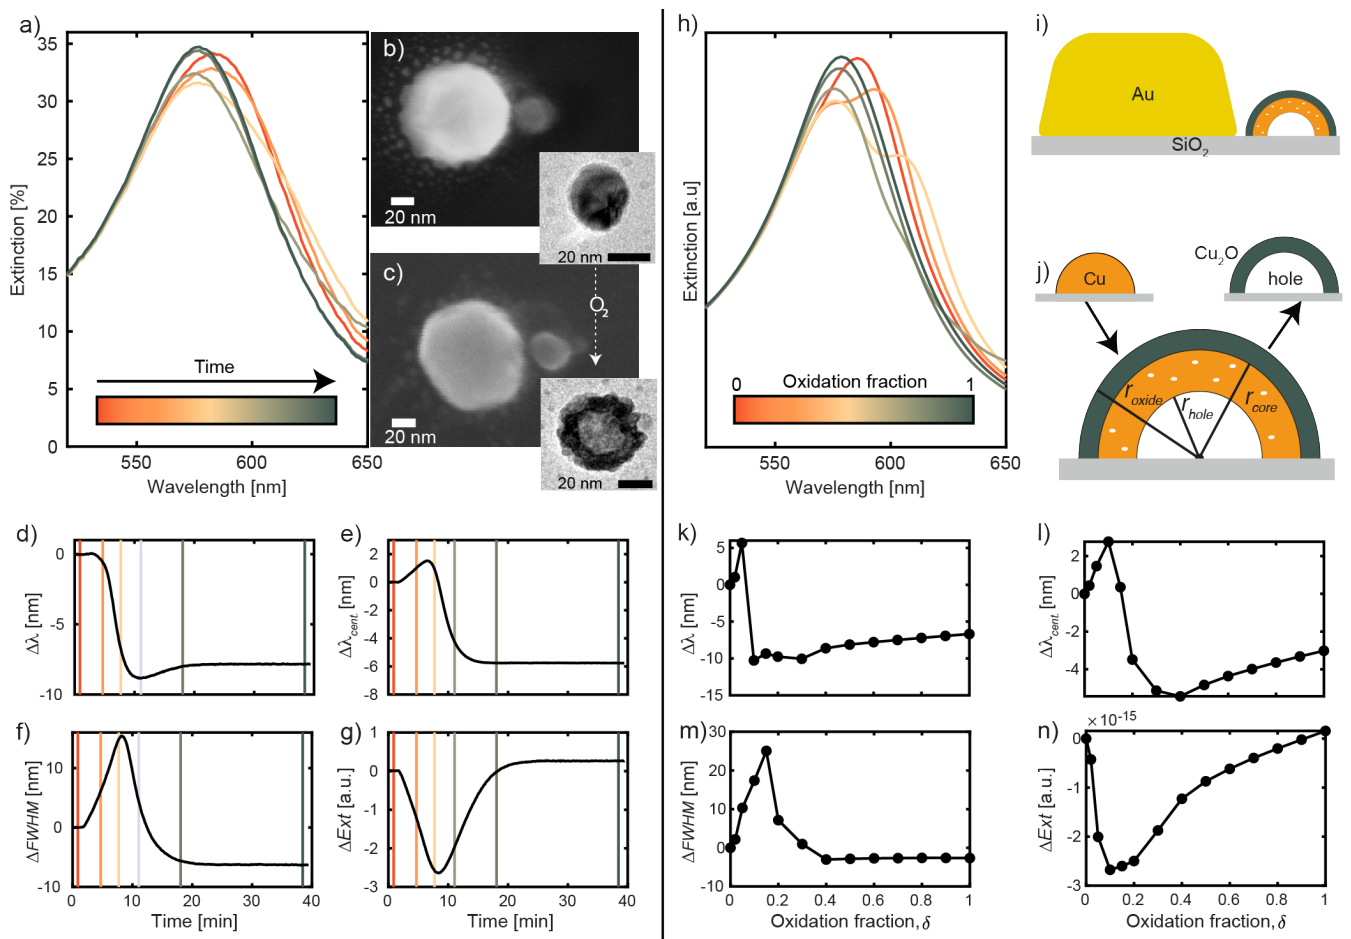 a)
35
30
25
20
15
10
5
0
Extinction [%]
Time
550
600
650
Wavelength [nm]
b)
20 nm
20 nm
c)
O₂
20 nm
20 nm
d)
0
-5
-10
Δλ [nm]
e)
2
0
-2
-4
-6
-8
Δλcent. [nm]
f)
10
0
-10
ΔFWHM [nm]
0
10
20
30
40
Time [min]
g)
1
0
-1
-2
-3
ΔExt [a.u.]
0
10
20
30
40
Time [min]
h)
Extinction [a.u]
0 Oxidation fraction 1
550
600
650
Wavelength [nm]
i)
Au
SiO₂
j)
Cu
Cu₂O
hole
roxide
rhole
rcore
k)
5
0
-5
-10
-15
Δλ [nm]
l)
2
0
-2
-4
Δλcent. [nm]
m)
30
20
10
0
-10
ΔFWHM [nm]
0
0.2
0.4
0.6
0.8
1
Oxidation fraction, δ
n)
×10-15
0
-1
-2
-3
ΔExt [a.u.]
0
0.2
0.4
0.6
0.8
1
Oxidation fraction, δ